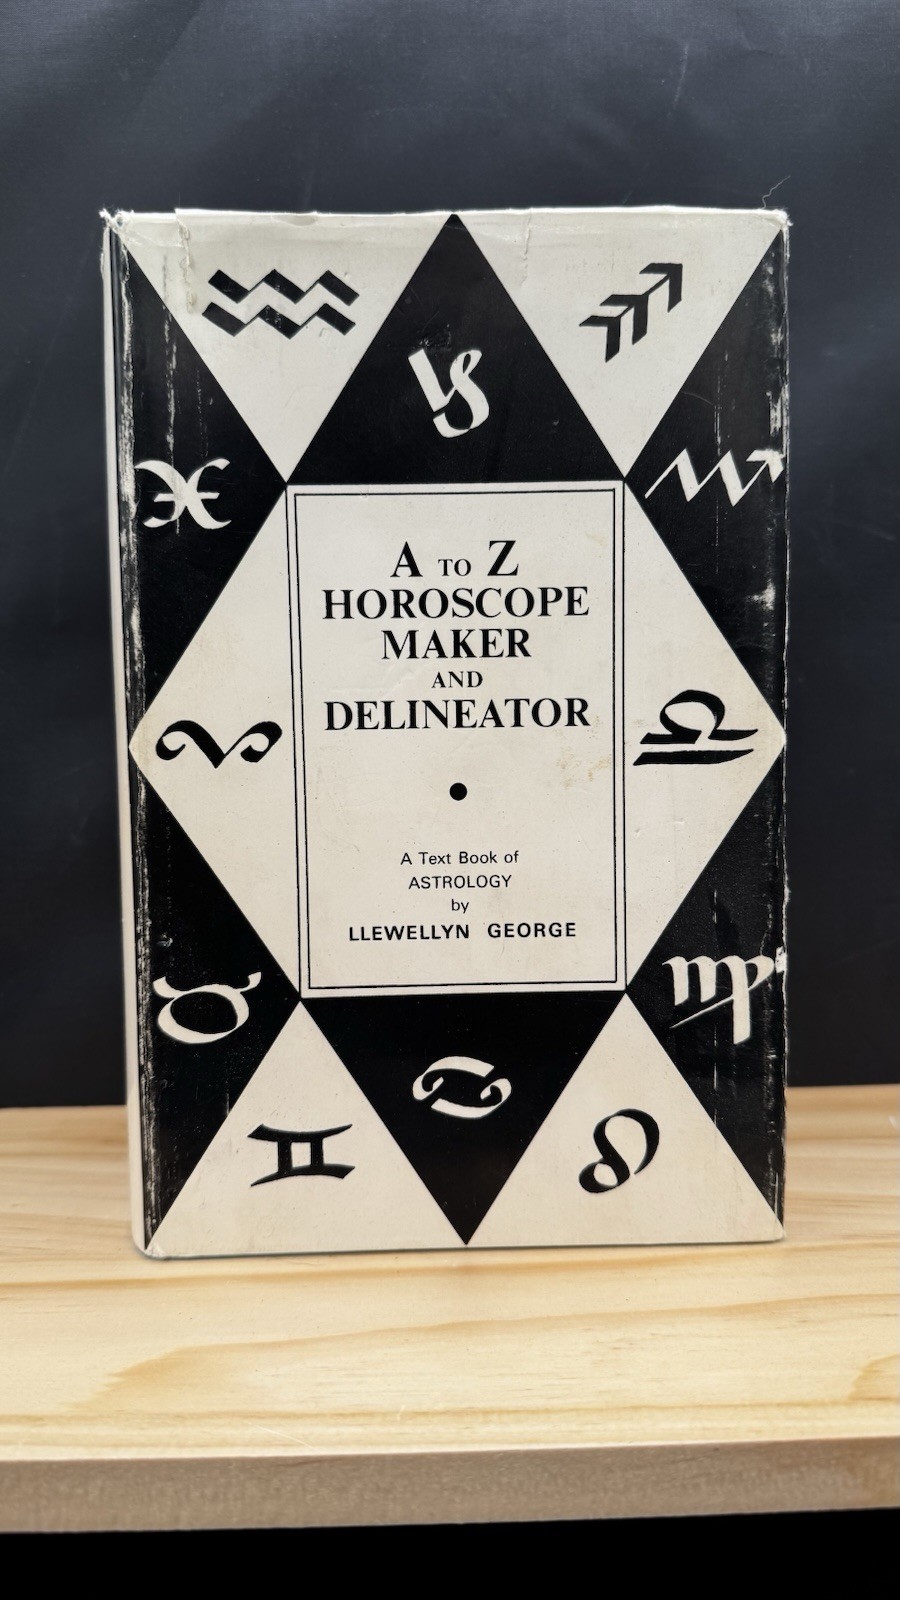 A TO Z
HOROSCOPE
MAKER
AND
DELINEATOR
A Text Book of
ASTROLOGY
by
LLEWELLYN GEORGE